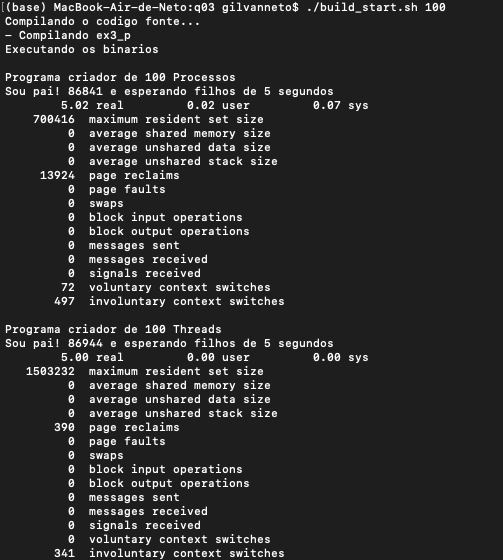 [(base) MacBook-Air-de-Neto:q03 gilvanneto$ ./build_start.sh 100
Compilando o codigo fonte...
- Compilando ex3_p
Executando os binarios
Programa criador de 100 Processos
Sou pai! 86841 e esperando filhos de 5 segundos
5.02 real 0.02 user 0.07 sys
700416 maximum resident set size
0 average shared memory size
0 average unshared data size
0 average unshared stack size
13924 page reclaims
0 page faults
0 swaps
0 block input operations
0 block output operations
0 messages sent
0 messages received
0 signals received
72 voluntary context switches
497 involuntary context switches
Programa criador de 100 Threads
Sou pai! 86944 e esperando filhos de 5 segundos
5.00 real 0.00 user 0.00 sys
1503232 maximum resident set size
0 average shared memory size
0 average unshared data size
0 average unshared stack size
390 page reclaims
0 page faults
0 swaps
0 block input operations
0 block output operations
0 messages sent
0 messages received
0 signals received
0 voluntary context switches
341 involuntary context switches